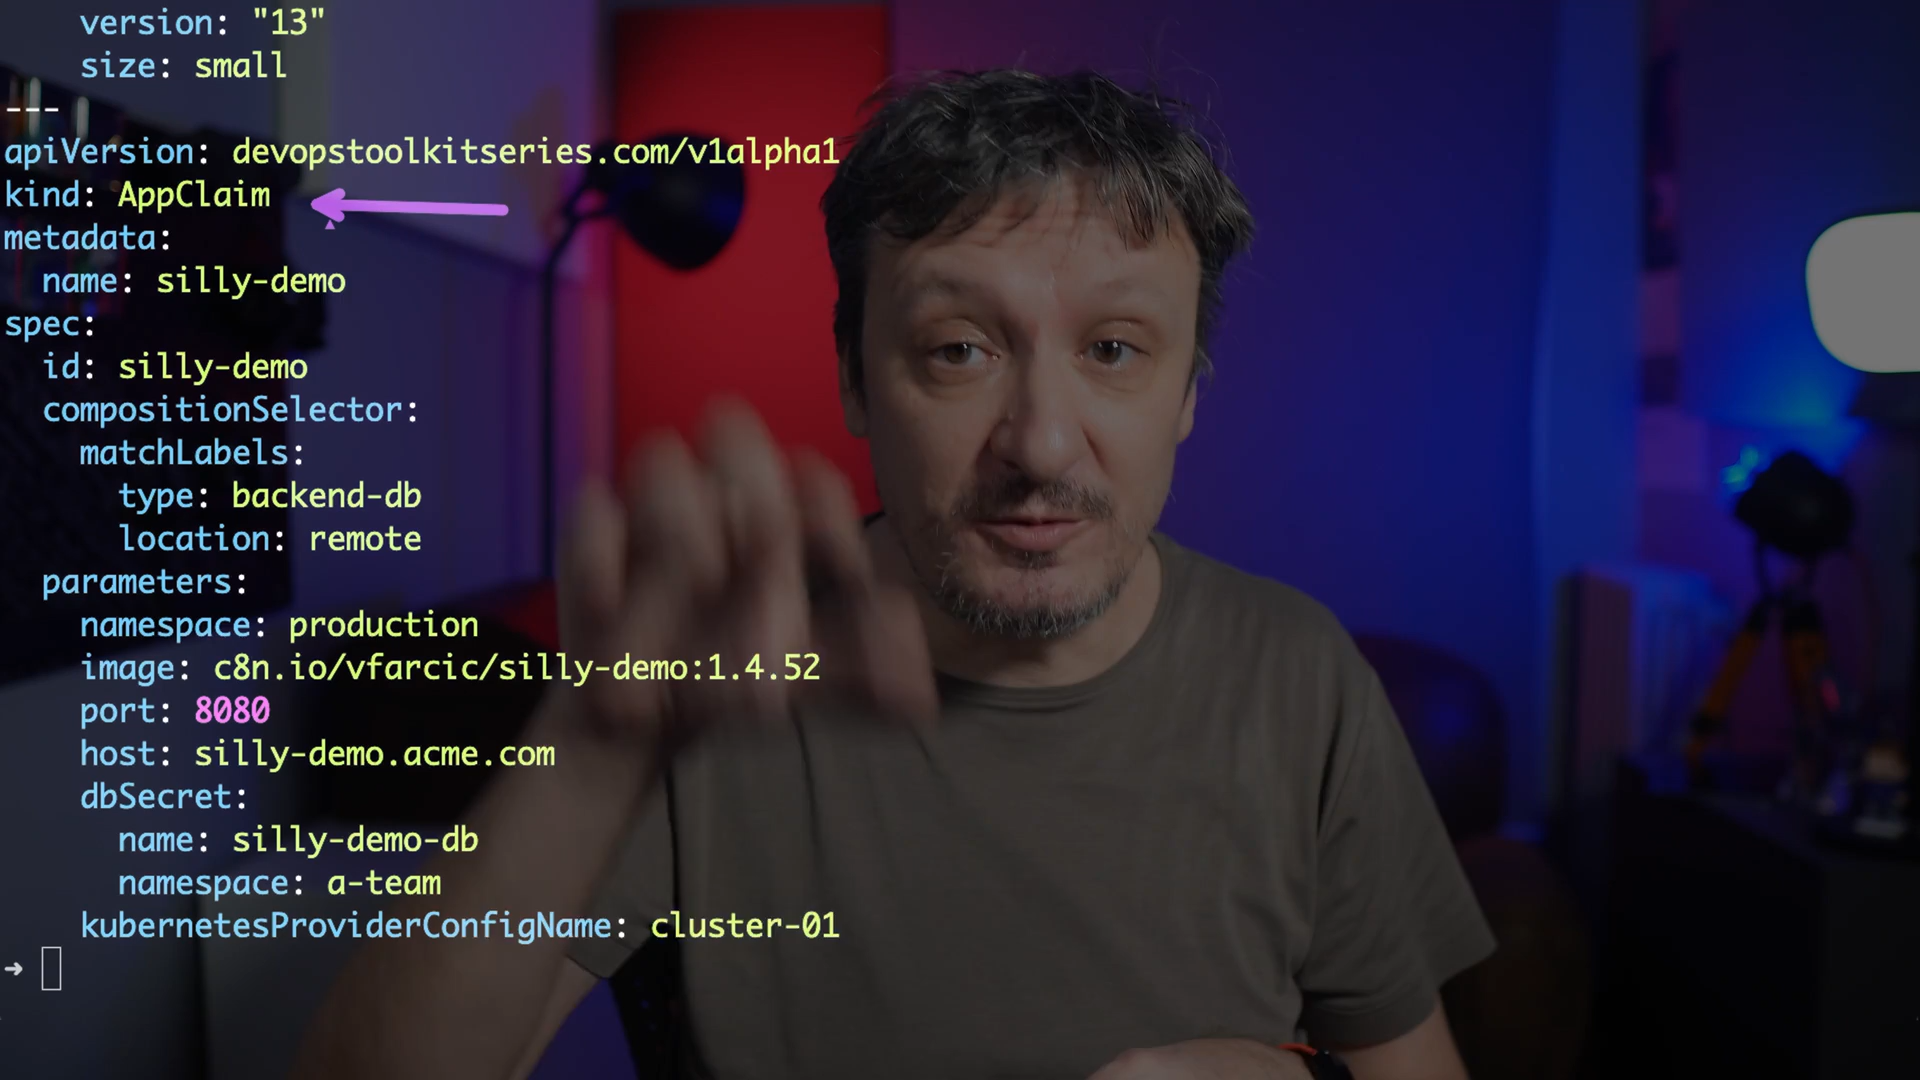 version: "13"
    size: small
---
apiVersion: devopstoolkitseries.com/v1alpha1
kind: AppClaim
metadata:
  name: silly-demo
spec:
  id: silly-demo
  compositionSelector:
    matchLabels:
      type: backend-db
      location: remote
  parameters:
    namespace: production
    image: c8n.io/vfarcic/silly-demo:1.4.52
    port: 8080
    host: silly-demo.acme.com
    dbSecret:
      name: silly-demo-db
      namespace: a-team
    kubernetesProviderConfigName: cluster-01
➜